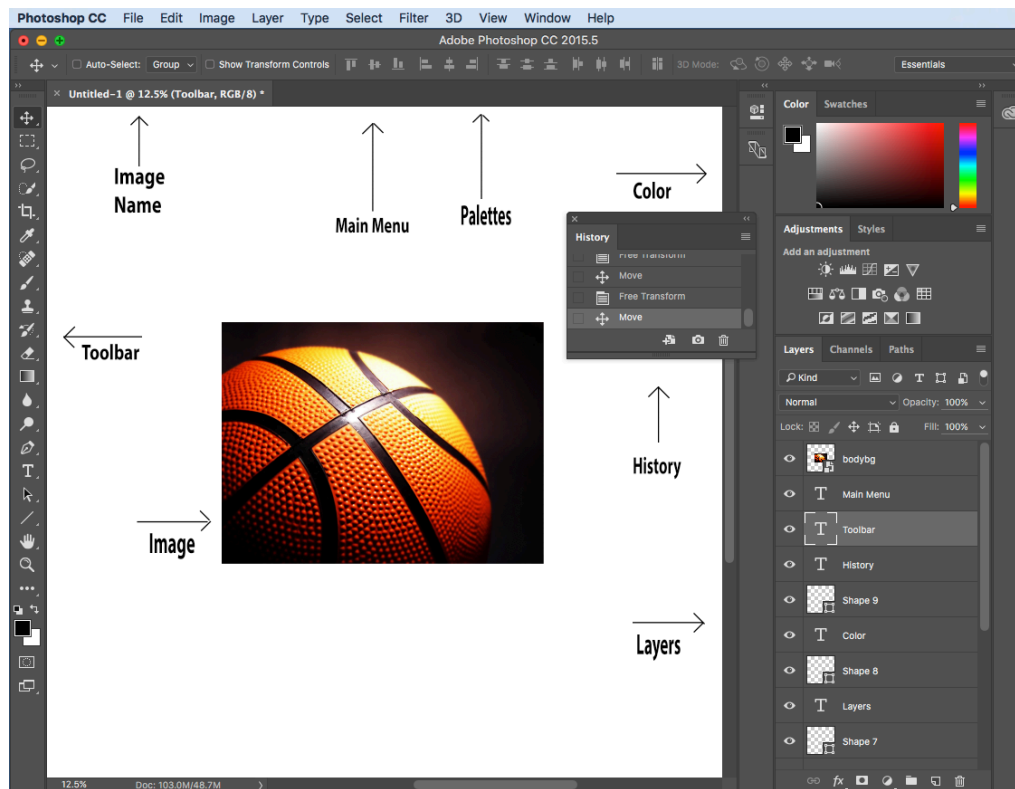 Photoshop CC File Edit Image Layer Type Select Filter 3D View Window Help
Adobe Photoshop CC 2015.5
Auto-Select: Group Show Transform Controls 3D Mode: Essentials
× Untitled-1 @ 12.5% (Toolbar, RGB/8) *
Image
Name
Main Menu
Palettes
Color
Toolbar
Image
History
Layers
History
Free Transform
Move
Free Transform
Move
Color Swatches
Adjustments Styles
Add an adjustment
Layers Channels Paths
Kind
Normal Opacity: 100%
Lock: Fill: 100%
bodybg
T Main Menu
T Toolbar
T History
Shape 9
T Color
Shape 8
T Layers
Shape 7
fx
12.5% Doc: 103.0M/48.7M